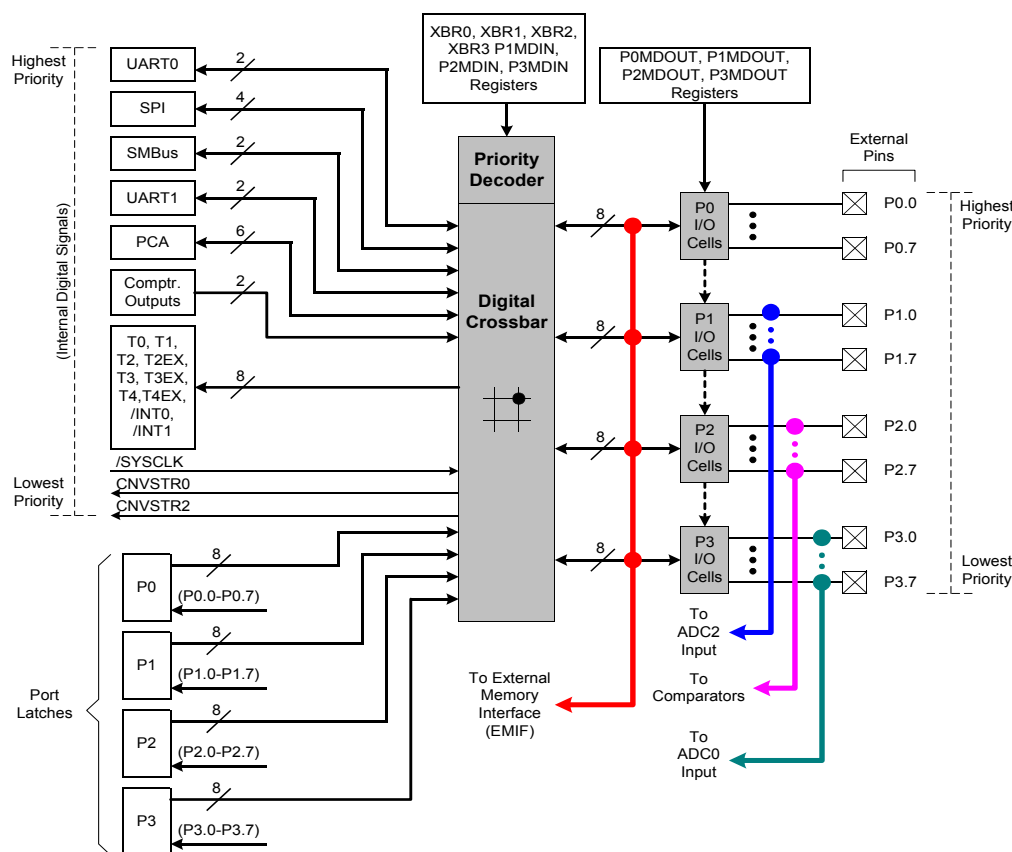 XBR0, XBR1, XBR2,
XBR3 P1MDIN,
P2MDIN, P3MDIN
Registers
P0MDOUT, P1MDOUT,
P2MDOUT, P3MDOUT
Registers
Highest
Priority
(Internal Digital Signals)
Lowest
Priority
UART0
2
SPI
4
SMBus
2
UART1
2
PCA
6
Comptr.
Outputs
2
T0, T1,
T2, T2EX,
T3, T3EX,
T4,T4EX,
/INT0,
/INT1
8
/SYSCLK
CNVSTR0
CNVSTR2
Priority
Decoder
Digital
Crossbar
8
8
8
8
P0
I/O
Cells
P1
I/O
Cells
P2
I/O
Cells
P3
I/O
Cells
External
Pins
P0.0
P0.7
P1.0
P1.7
P2.0
P2.7
P3.0
P3.7
Highest
Priority
Lowest
Priority
Port
Latches
P0
8
(P0.0-P0.7)
P1
8
(P1.0-P1.7)
P2
8
(P2.0-P2.7)
P3
8
(P3.0-P3.7)
To External
Memory
Interface
(EMIF)
To
ADC2
Input
To
Comparators
To
ADC0
Input